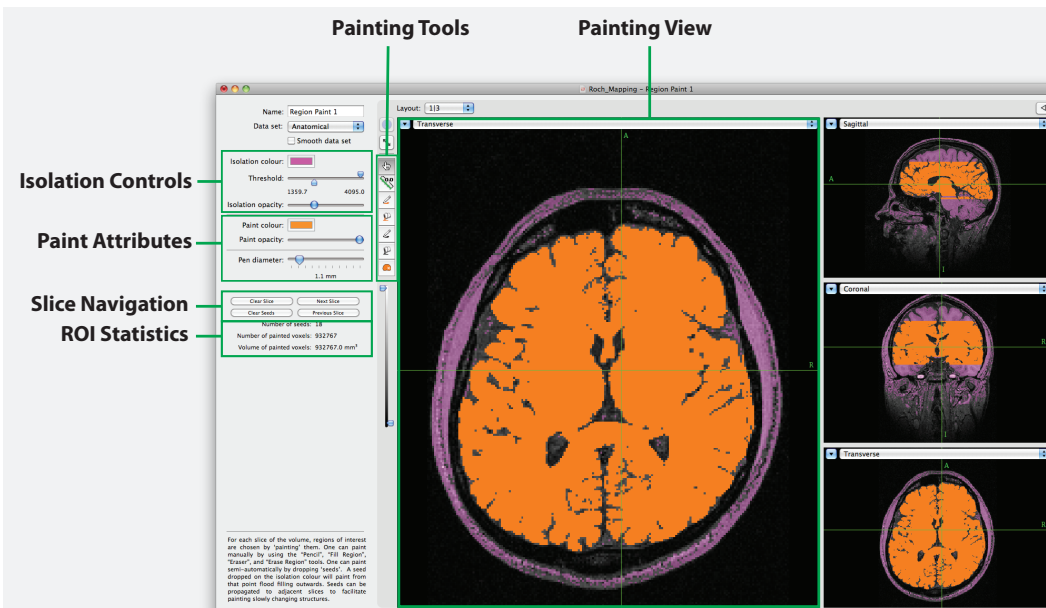 Painting Tools
Painting View
Roch_Mapping – Region Paint 1
Name: Region Paint 1
Data set: Anatomical
Smooth data set
Layout: 1|3
Transverse
Sagittal
Isolation Controls
Isolation colour:
Threshold:
1359.7 4095.0
Isolation opacity:
Paint Attributes
Paint colour:
Paint opacity:
Pen diameter:
1.1 mm
Slice Navigation
Clear Slice Next Slice
Clear Seeds Previous Slice
ROI Statistics
Number of seeds: 18
Number of painted voxels: 932767
Volume of painted voxels: 932767.0 mm³
A
R
A
I
Coronal
R
I
Transverse
A
R
For each slice of the volume, regions of interest
are chosen by 'painting' them. One can paint
manually by using the "Pencil", "Fill Region",
"Eraser", and "Erase Region" tools. One can paint
semi-automatically by dropping 'seeds'. A seed
dropped on the isolation colour will paint from
that point flood filling outwards. Seeds can be
propagated to adjacent slices to facilitate
painting slowly changing structures.